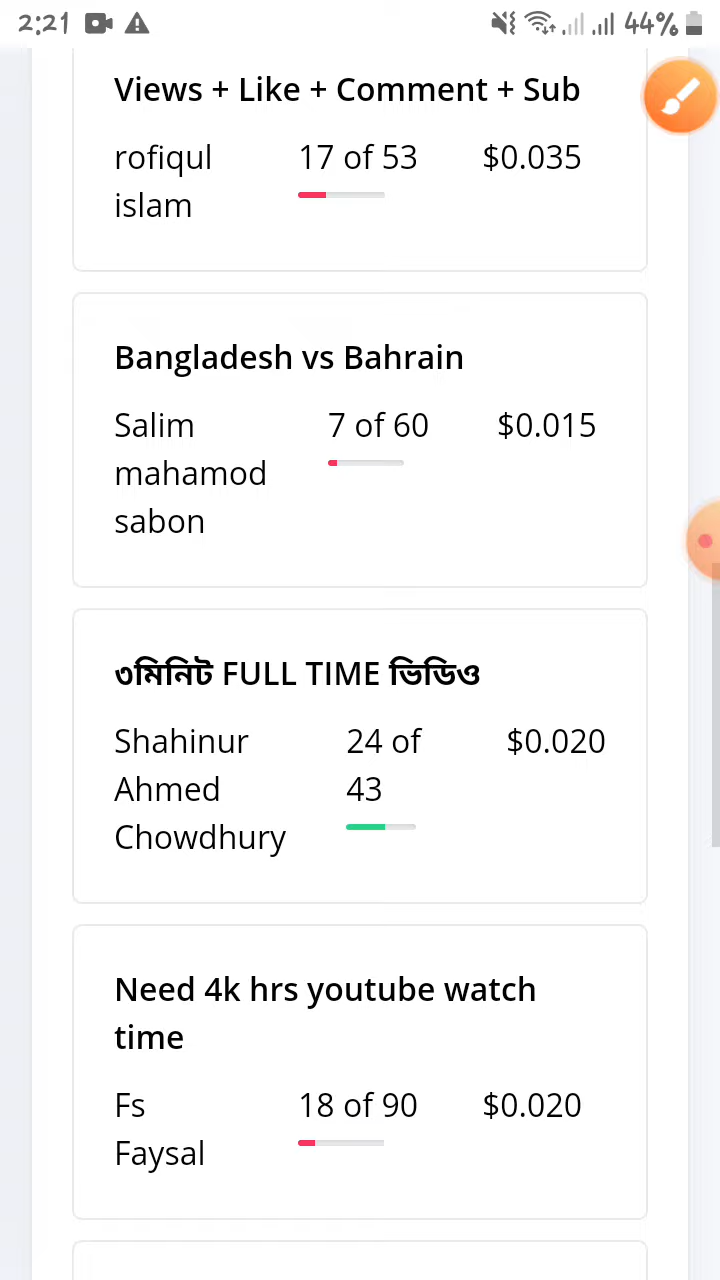 2:21 44%
Views + Like + Comment + Sub
rofiqul 17 of 53 $0.035
islam
Bangladesh vs Bahrain
Salim 7 of 60 $0.015
mahamod
sabon
৩মিনিট FULL TIME ভিডিও
Shahinur 24 of $0.020
Ahmed 43
Chowdhury
Need 4k hrs youtube watch
time
Fs 18 of 90 $0.020
Faysal